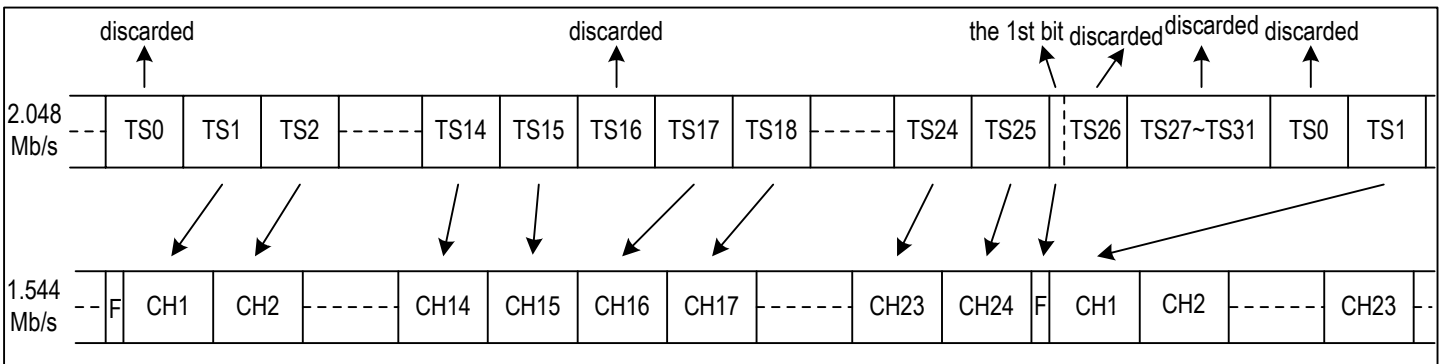 discarded discarded the 1st bit discarded discarded discarded
2.048 Mb/s TS0 TS1 TS2 TS14 TS15 TS16 TS17 TS18 TS24 TS25 TS26 TS27~TS31 TS0 TS1
1.544 Mb/s F CH1 CH2 CH14 CH15 CH16 CH17 CH23 CH24 F CH1 CH2 CH23